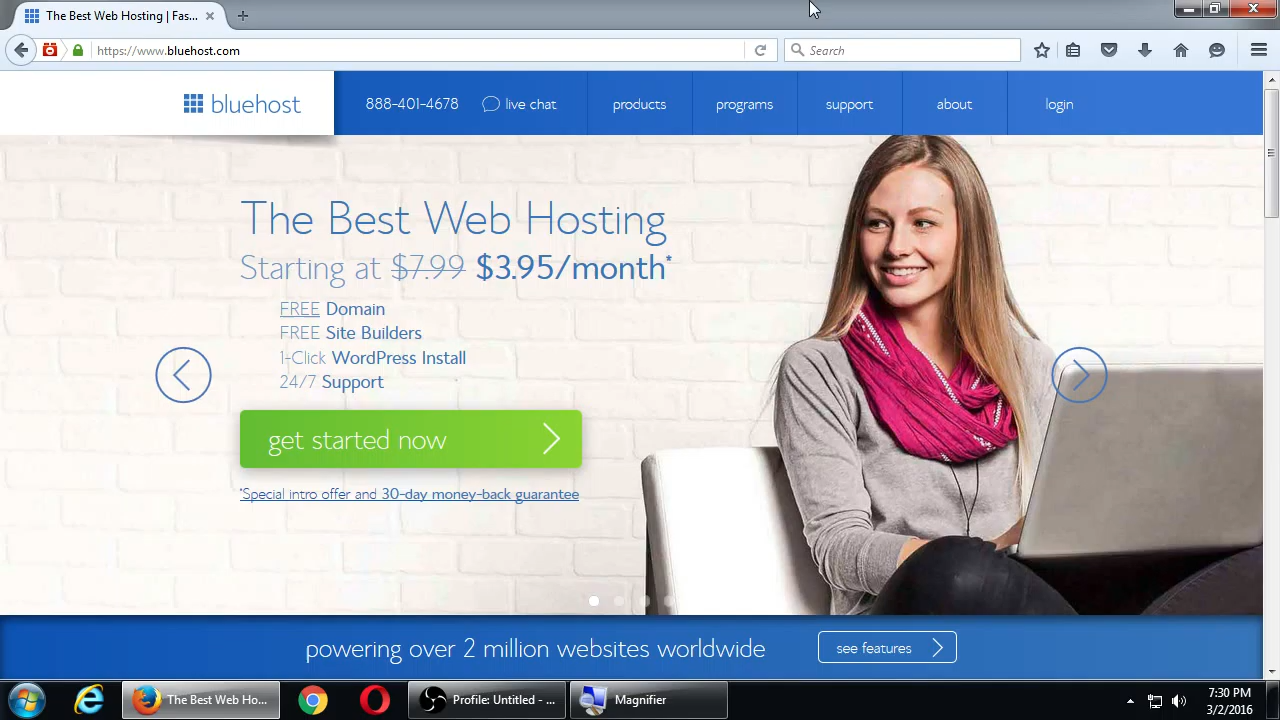 The Best Web Hosting | Fas...
https://www.bluehost.com
Search
bluehost
888-401-4678
live chat
products
programs
support
about
login
The Best Web Hosting
Starting at $7.99 $3.95/month*
FREE Domain
FREE Site Builders
1-Click WordPress Install
24/7 Support
get started now
*Special intro offer and 30-day money-back guarantee
powering over 2 million websites worldwide
see features
The Best Web Ho...
Profile: Untitled - ...
Magnifier
7:30 PM
3/2/2016